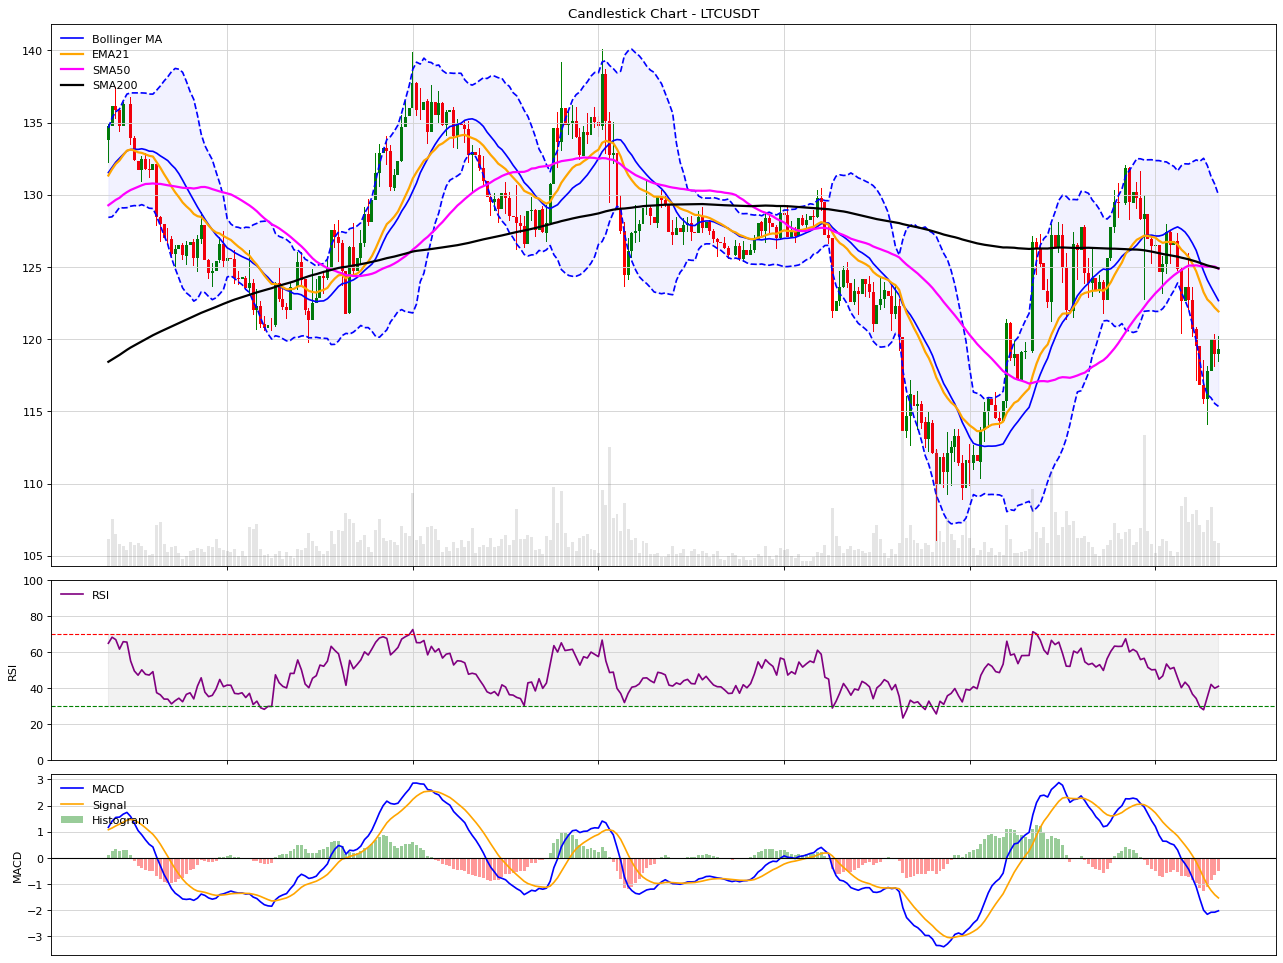 Candlestick Chart - LTCUSDT
Bollinger MA
EMA21
SMA50
SMA200
140
135
130
125
120
115
110
105
RSI
100
80
60
40
20
0
RSI
MACD
Signal
Histogram
3
2
1
0
−1
−2
−3
MACD